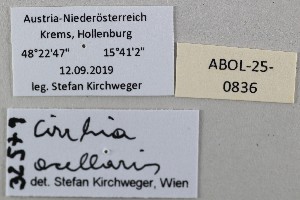 Austria-Niederösterreich
Krems, Hollenburg
48°22'47" 15°41'2"
12.09.2019
leg. Stefan Kirchweger
ABOL-25-
0836
32579
Cirrhia
ocellaris
det. Stefan Kirchweger, Wien